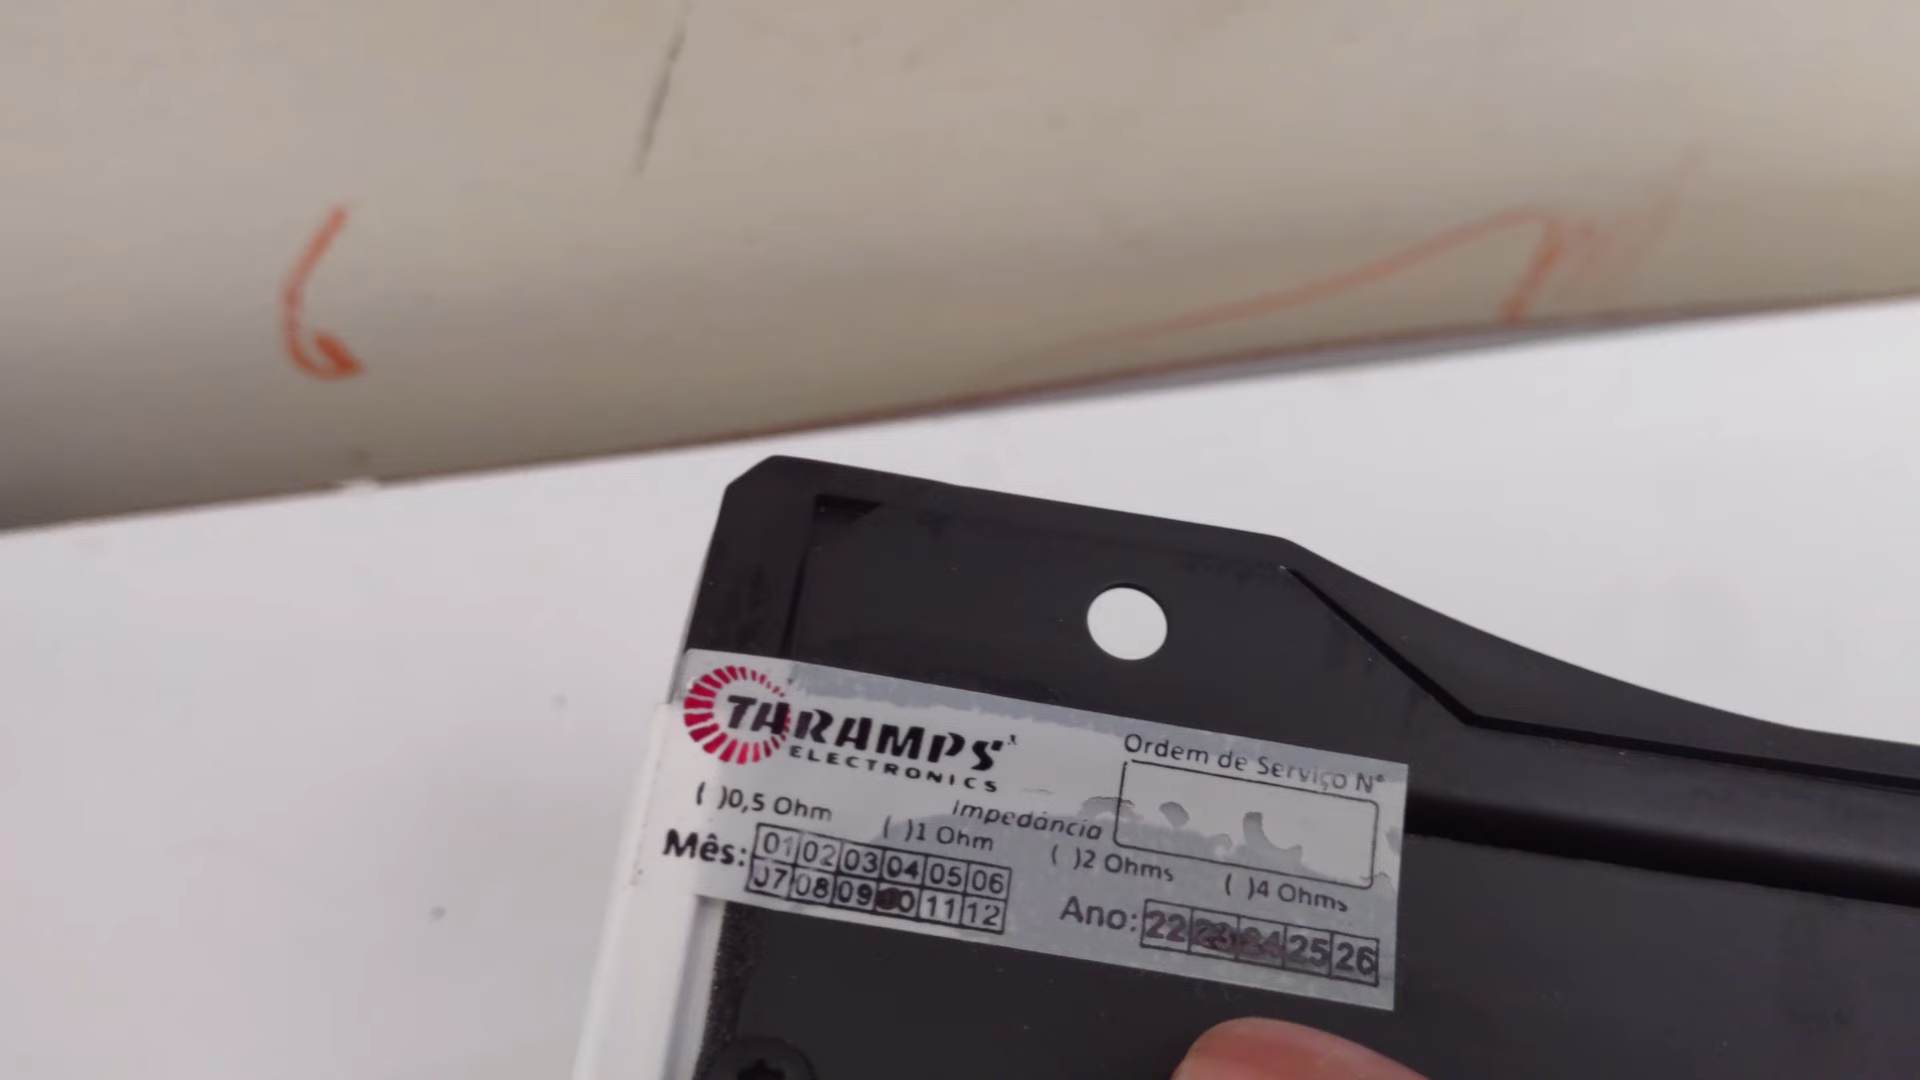 6
TARAMPS
ELECTRONICS
Ordem de Serviço N°
Impedância
( )0,5 Ohm ( )1 Ohm ( )2 Ohms ( )4 Ohms
Mês: 01 02 03 04 05 06
07 08 09 10 11 12
Ano: 22 23 24 25 26